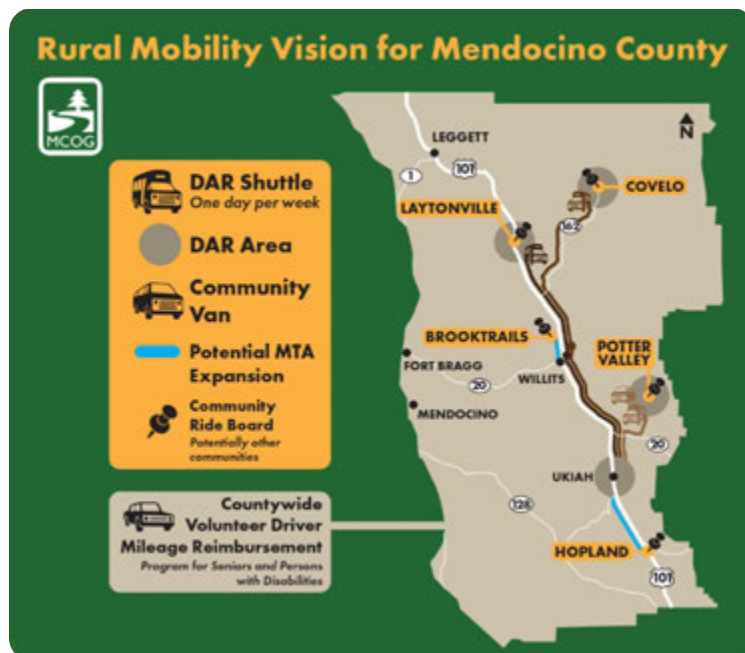 Rural Mobility Vision for Mendocino County
MCOG
DAR Shuttle
One day per week
DAR Area
Community
Van
Potential MTA
Expansion
Community
Ride Board
Potentially other
communities
Countywide
Volunteer Driver
Mileage Reimbursement
Program for Seniors and Persons
with Disabilities
N
LEGGETT
1
101
COVELO
LAYTONVILLE
162
BROOKTRAILS
POTTER
VALLEY
FORT BRAGG
WILLITS
20
MENDOCINO
20
UKIAH
128
HOPLAND
101